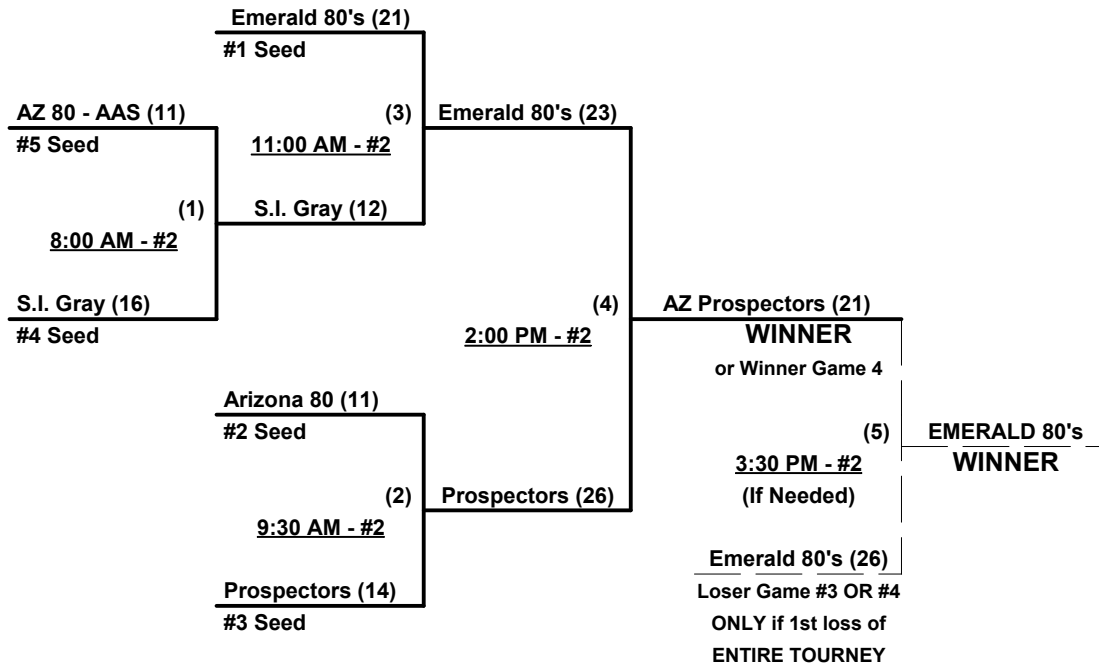 Emerald 80's (21)
#1 Seed
AZ 80 - AAS (11)
#5 Seed
(3)
11:00 AM - #2
Emerald 80's (23)
(1)
8:00 AM - #2
S.I. Gray (12)
S.I. Gray (16)
#4 Seed
(4)
2:00 PM - #2
AZ Prospectors (21)
WINNER
or Winner Game 4
Arizona 80 (11)
#2 Seed
(5)
3:30 PM - #2
(If Needed)
EMERALD 80's
WINNER
(2)
9:30 AM - #2
Prospectors (26)
Prospectors (14)
#3 Seed
Emerald 80's (26)
Loser Game #3 OR #4
ONLY if 1st loss of
ENTIRE TOURNEY